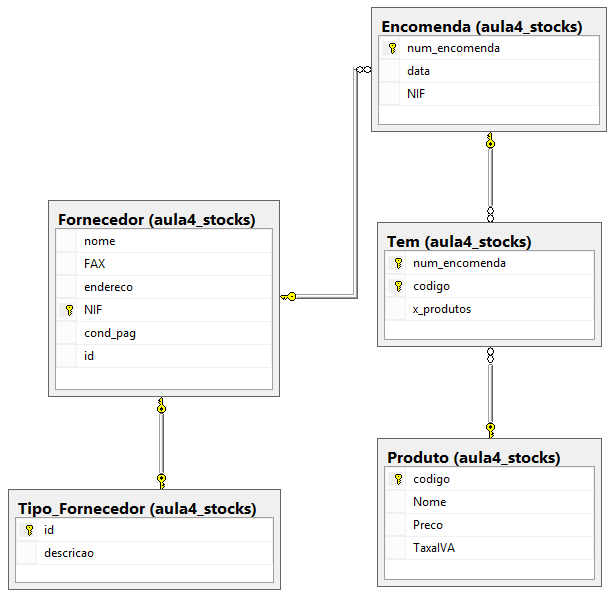 Encomenda (aula4_stocks)
num_encomenda
data
NIF
Fornecedor (aula4_stocks)
nome
FAX
endereco
NIF
cond_pag
id
Tem (aula4_stocks)
num_encomenda
codigo
x_produtos
Produto (aula4_stocks)
codigo
Nome
Preco
TaxaIVA
Tipo_Fornecedor (aula4_stocks)
id
descricao